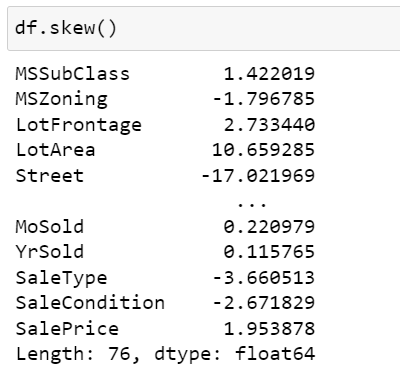 df.skew()
MSSubClass 1.422019
MSZoning -1.796785
LotFrontage 2.733440
LotArea 10.659285
Street -17.021969
...
MoSold 0.220979
YrSold 0.115765
SaleType -3.660513
SaleCondition -2.671829
SalePrice 1.953878
Length: 76, dtype: float64